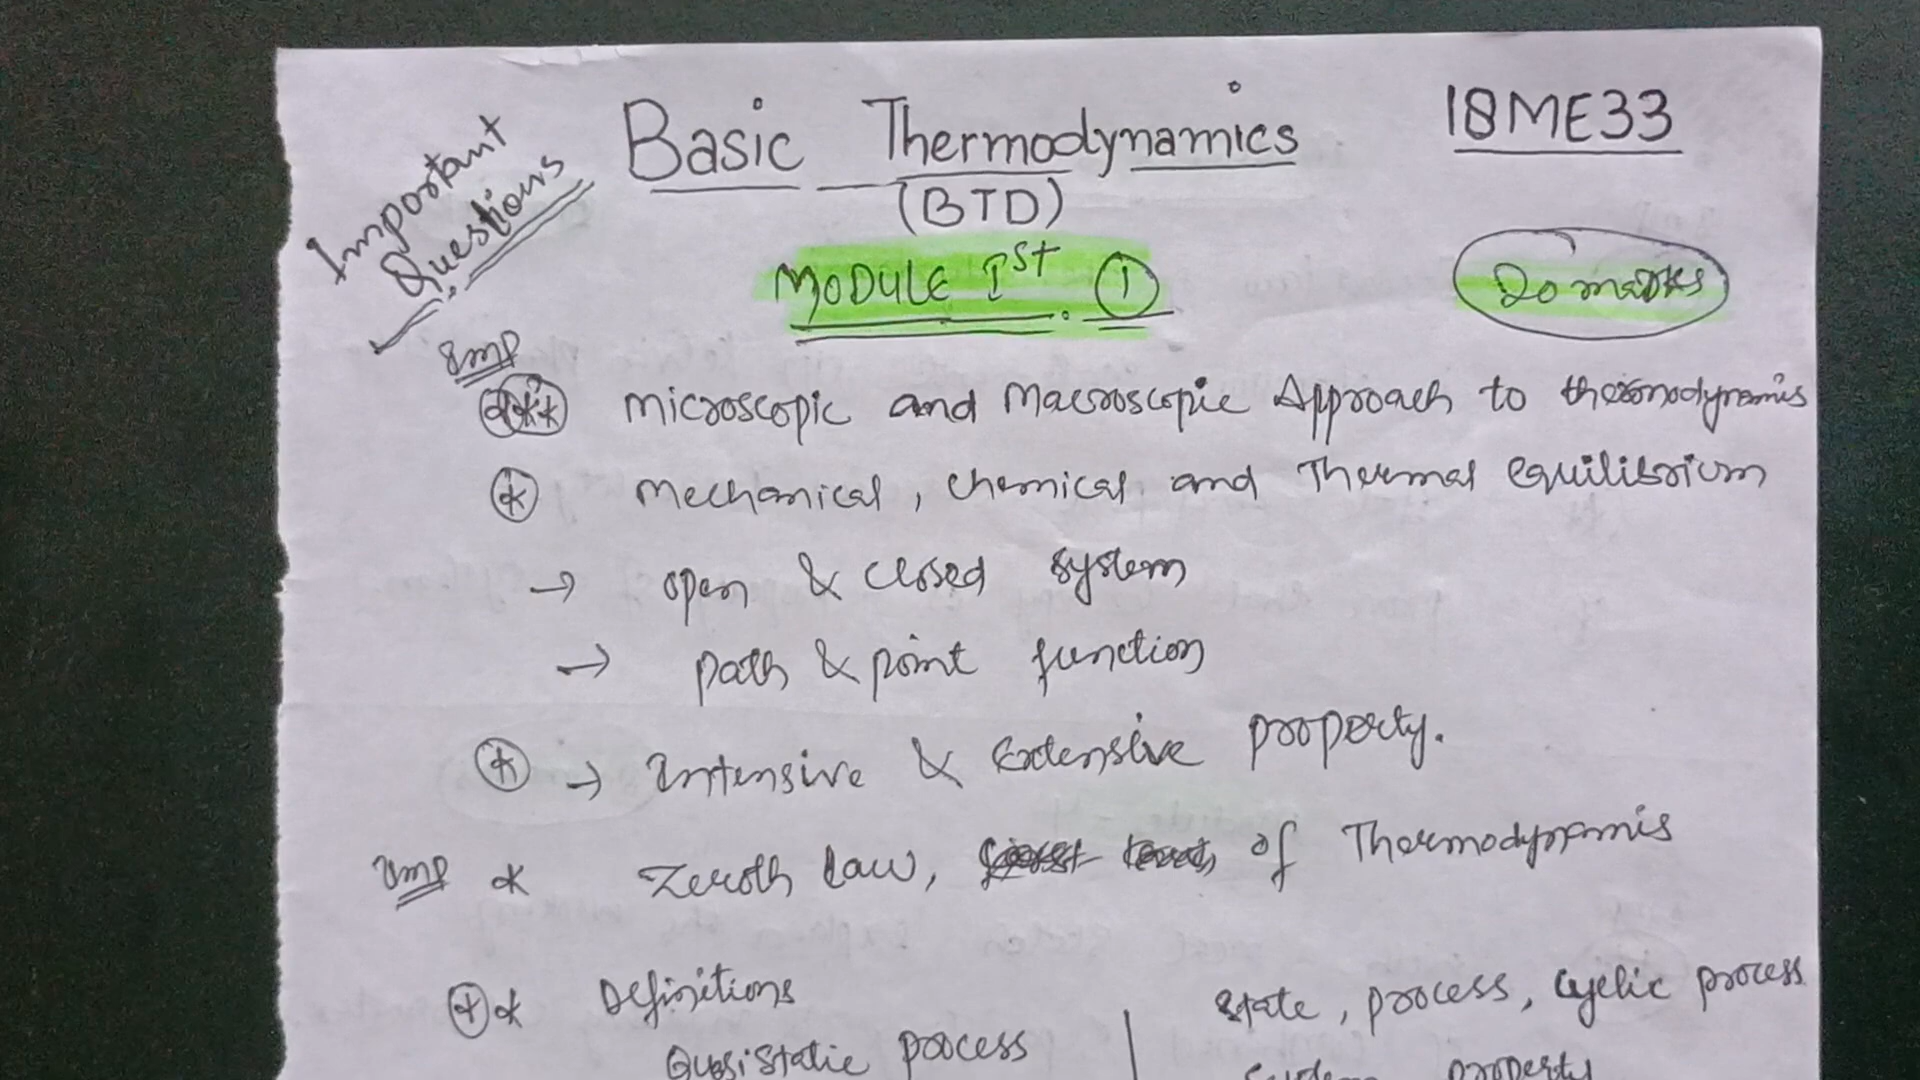 Important
Questions
Basic Thermodynamics
18ME33
(BTD)
MODULE Ist ①
20 marks
Imp
*** Microscopic and Macroscopic Approach to thermodynamics
* Mechanical, chemical and Thermal equilibrium
→ open & closed system
→ path & point function
* → Intensive & Extensive property.
Imp * Zeroth law, of Thermodynamis
** Definitions
State, process, cyclic process
Quasistatic process
property